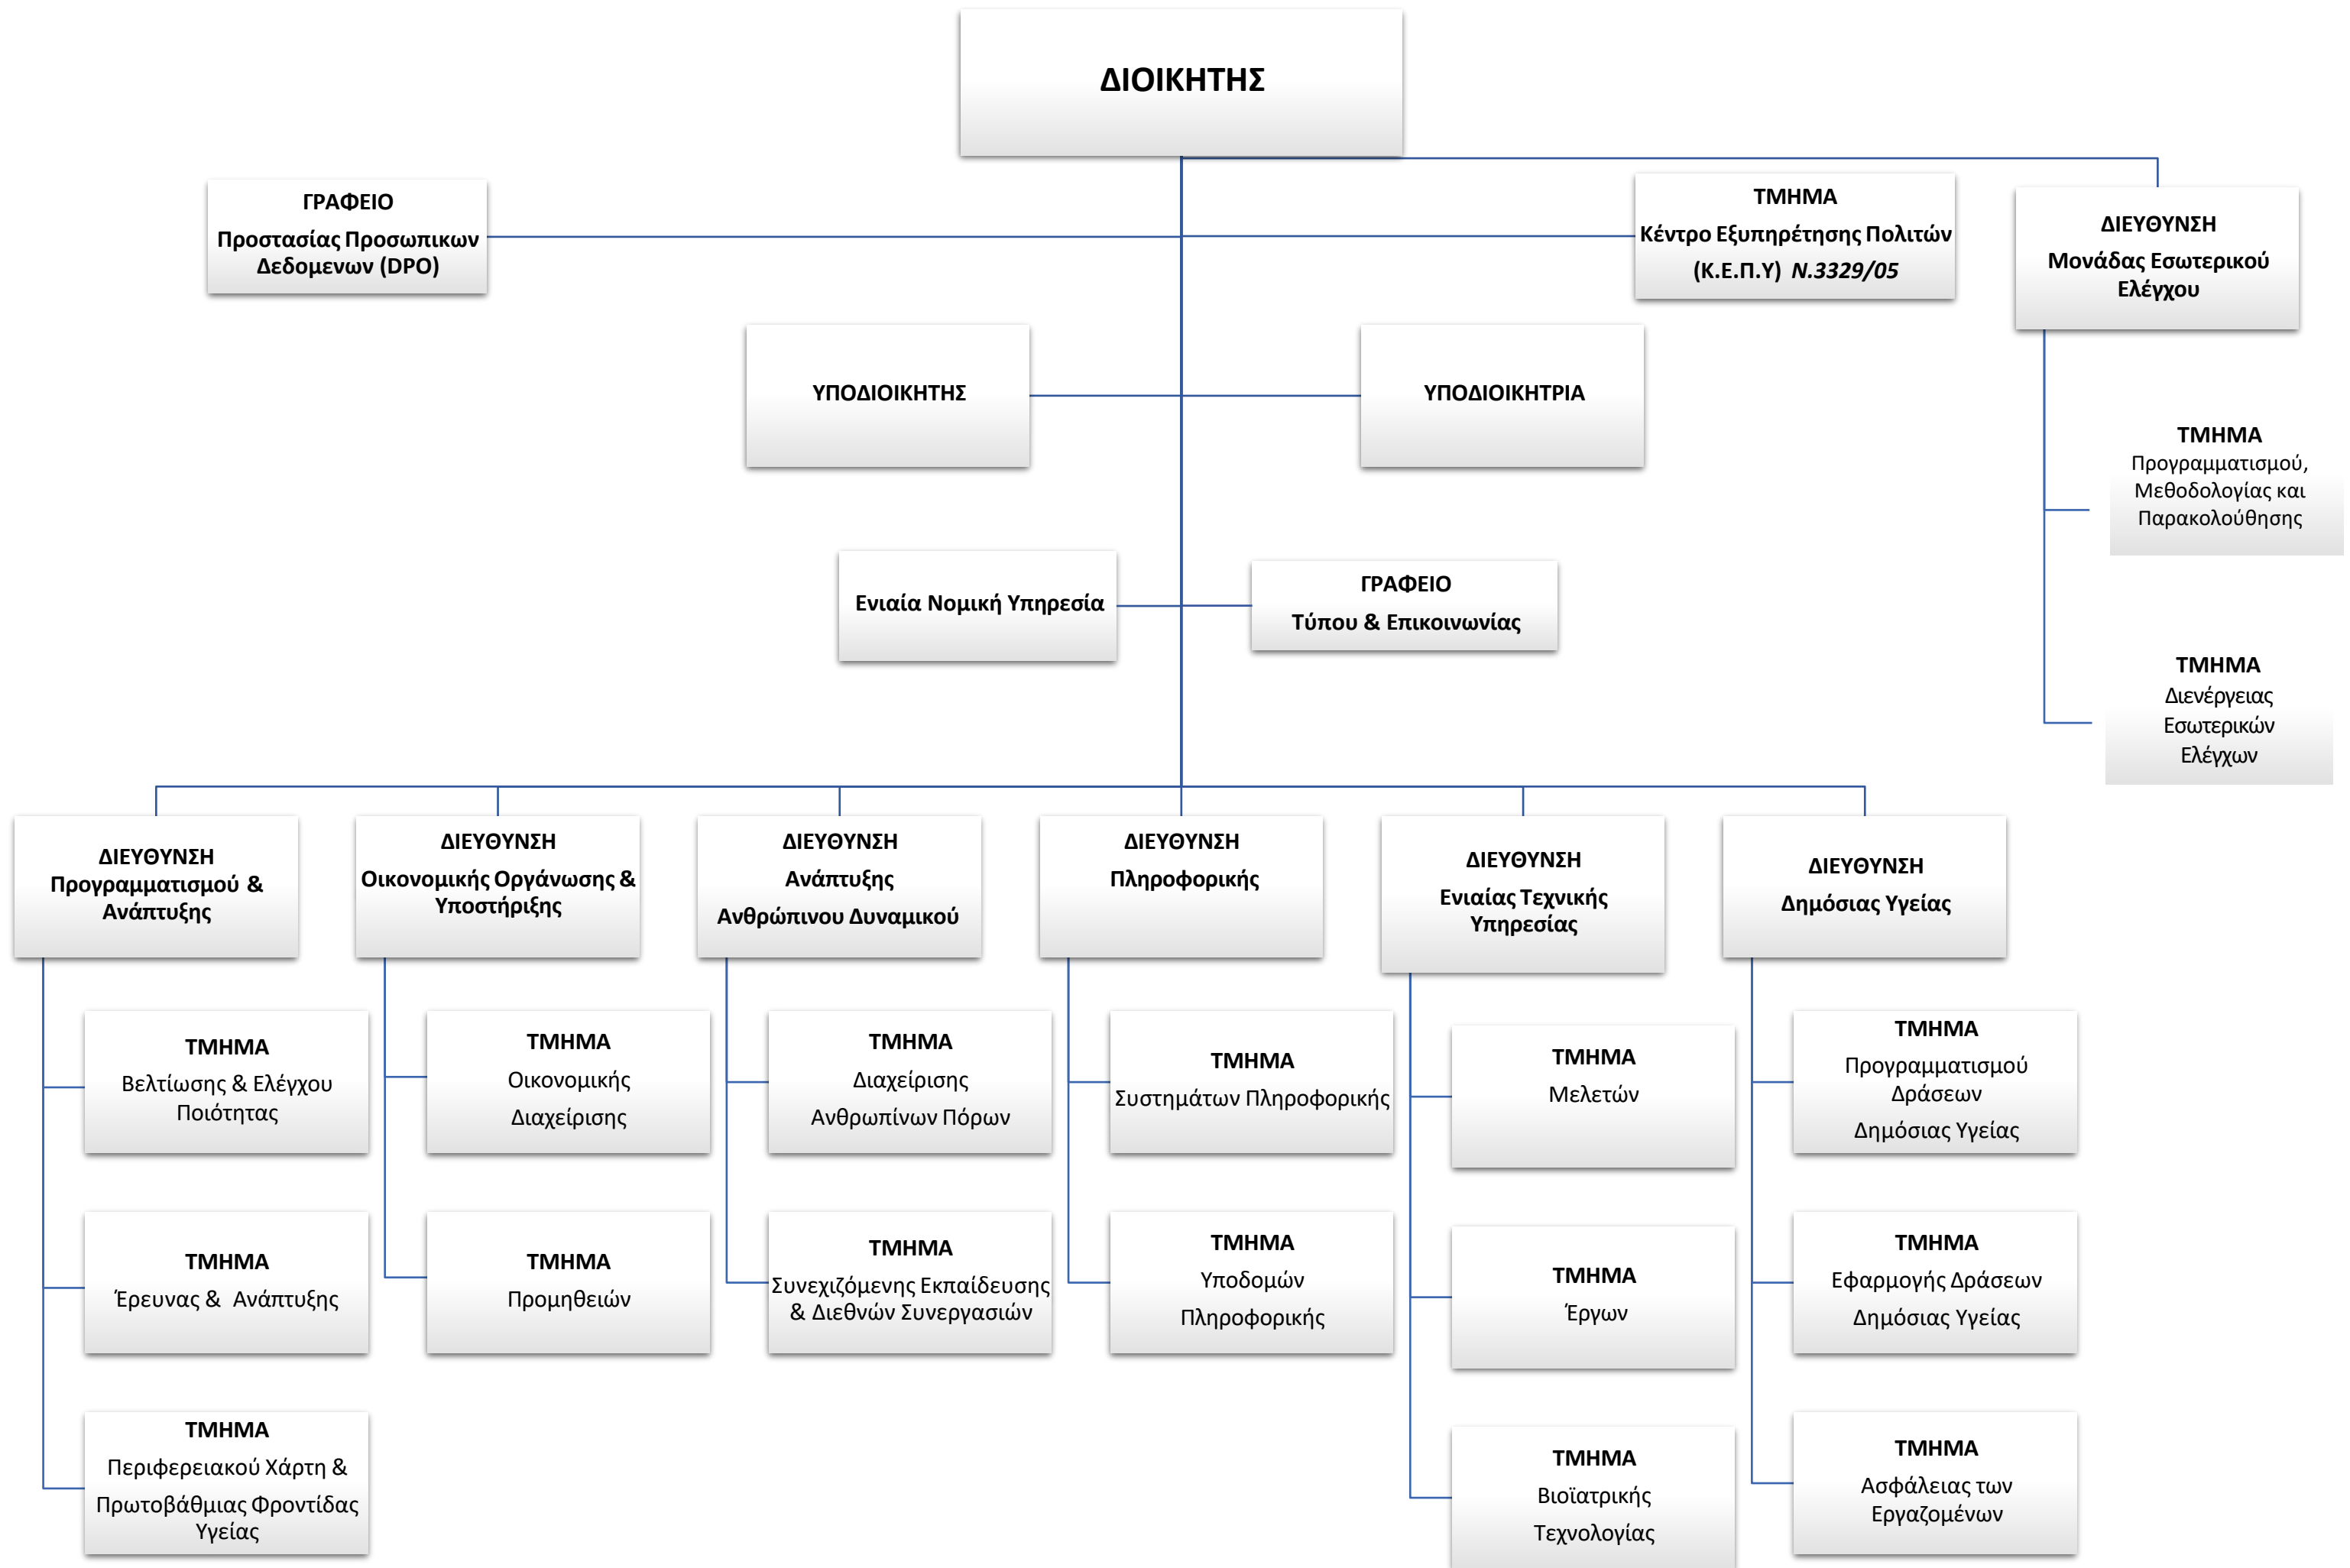 ΔΙΟΙΚΗΤΗΣ
ΓΡΑΦΕΙΟ
Προστασίας Προσωπικων
Δεδομενων (DPO)
ΤΜΗΜΑ
Κέντρο Εξυπηρέτησης Πολιτών
(Κ.Ε.Π.Υ) Ν.3329/05
ΔΙΕΥΘΥΝΣΗ
Μονάδας Εσωτερικού
Ελέγχου
ΥΠΟΔΙΟΙΚΗΤΗΣ
ΥΠΟΔΙΟΙΚΗΤΡΙΑ
ΤΜΗΜΑ
Προγραμματισμού,
Μεθοδολογίας και
Παρακολούθησης
Ενιαία Νομική Υπηρεσία
ΓΡΑΦΕΙΟ
Τύπου & Επικοινωνίας
ΤΜΗΜΑ
Διενέργειας
Εσωτερικών
Ελέγχων
ΔΙΕΥΘΥΝΣΗ
Προγραμματισμού &
Ανάπτυξης
ΔΙΕΥΘΥΝΣΗ
Οικονομικής Οργάνωσης &
Υποστήριξης
ΔΙΕΥΘΥΝΣΗ
Ανάπτυξης
Ανθρώπινου Δυναμικού
ΔΙΕΥΘΥΝΣΗ
Πληροφορικής
ΔΙΕΥΘΥΝΣΗ
Ενιαίας Τεχνικής
Υπηρεσίας
ΔΙΕΥΘΥΝΣΗ
Δημόσιας Υγείας
ΤΜΗΜΑ
Βελτίωσης & Ελέγχου
Ποιότητας
ΤΜΗΜΑ
Οικονομικής
Διαχείρισης
ΤΜΗΜΑ
Διαχείρισης
Ανθρωπίνων Πόρων
ΤΜΗΜΑ
Συστημάτων Πληροφορικής
ΤΜΗΜΑ
Μελετών
ΤΜΗΜΑ
Προγραμματισμού
Δράσεων
Δημόσιας Υγείας
ΤΜΗΜΑ
Έρευνας & Ανάπτυξης
ΤΜΗΜΑ
Προμηθειών
ΤΜΗΜΑ
Συνεχιζόμενης Εκπαίδευσης
& Διεθνών Συνεργασιών
ΤΜΗΜΑ
Υποδομών
Πληροφορικής
ΤΜΗΜΑ
Έργων
ΤΜΗΜΑ
Εφαρμογής Δράσεων
Δημόσιας Υγείας
ΤΜΗΜΑ
Περιφερειακού Χάρτη &
Πρωτοβάθμιας Φροντίδας
Υγείας
ΤΜΗΜΑ
Βιοϊατρικής
Τεχνολογίας
ΤΜΗΜΑ
Ασφάλειας των
Εργαζομένων